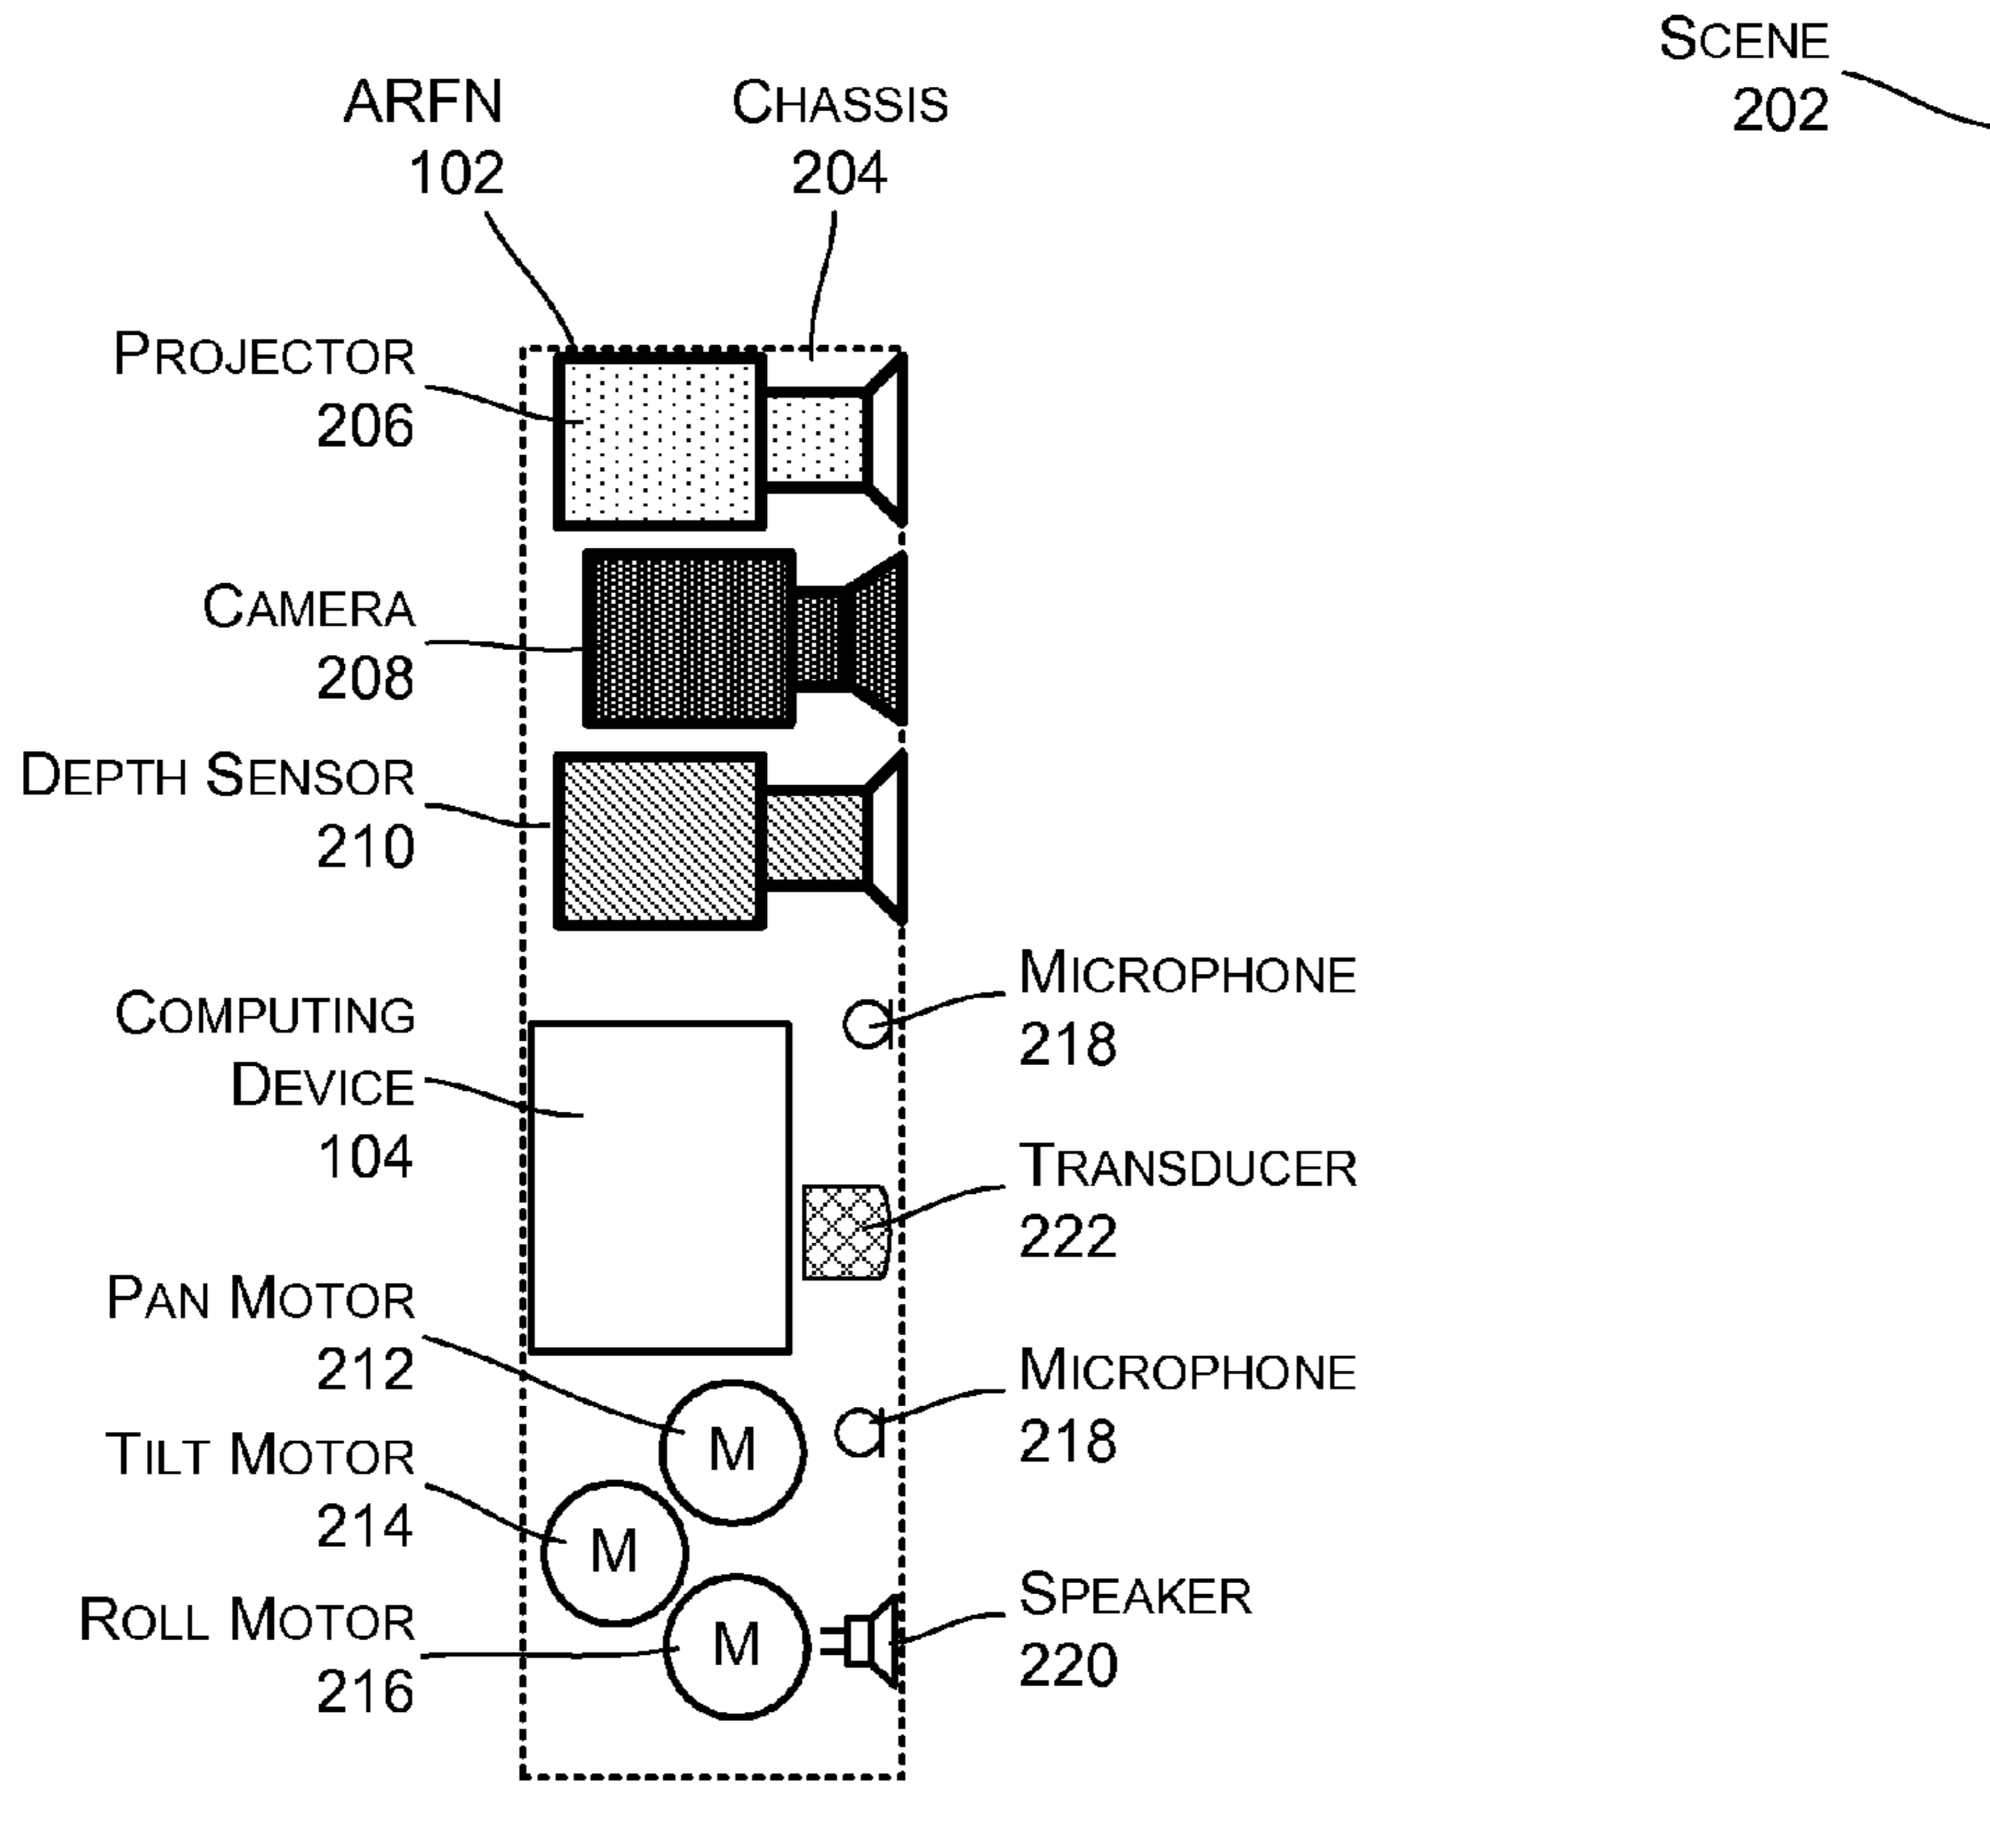 SCENE
202
ARFN
102
CHASSIS
204
PROJECTOR
206
CAMERA
208
DEPTH SENSOR
210
MICROPHONE
218
COMPUTING
DEVICE
104
TRANSDUCER
222
PAN MOTOR
212
MICROPHONE
218
M
TILT MOTOR
214
M
SPEAKER
220
ROLL MOTOR
216
M